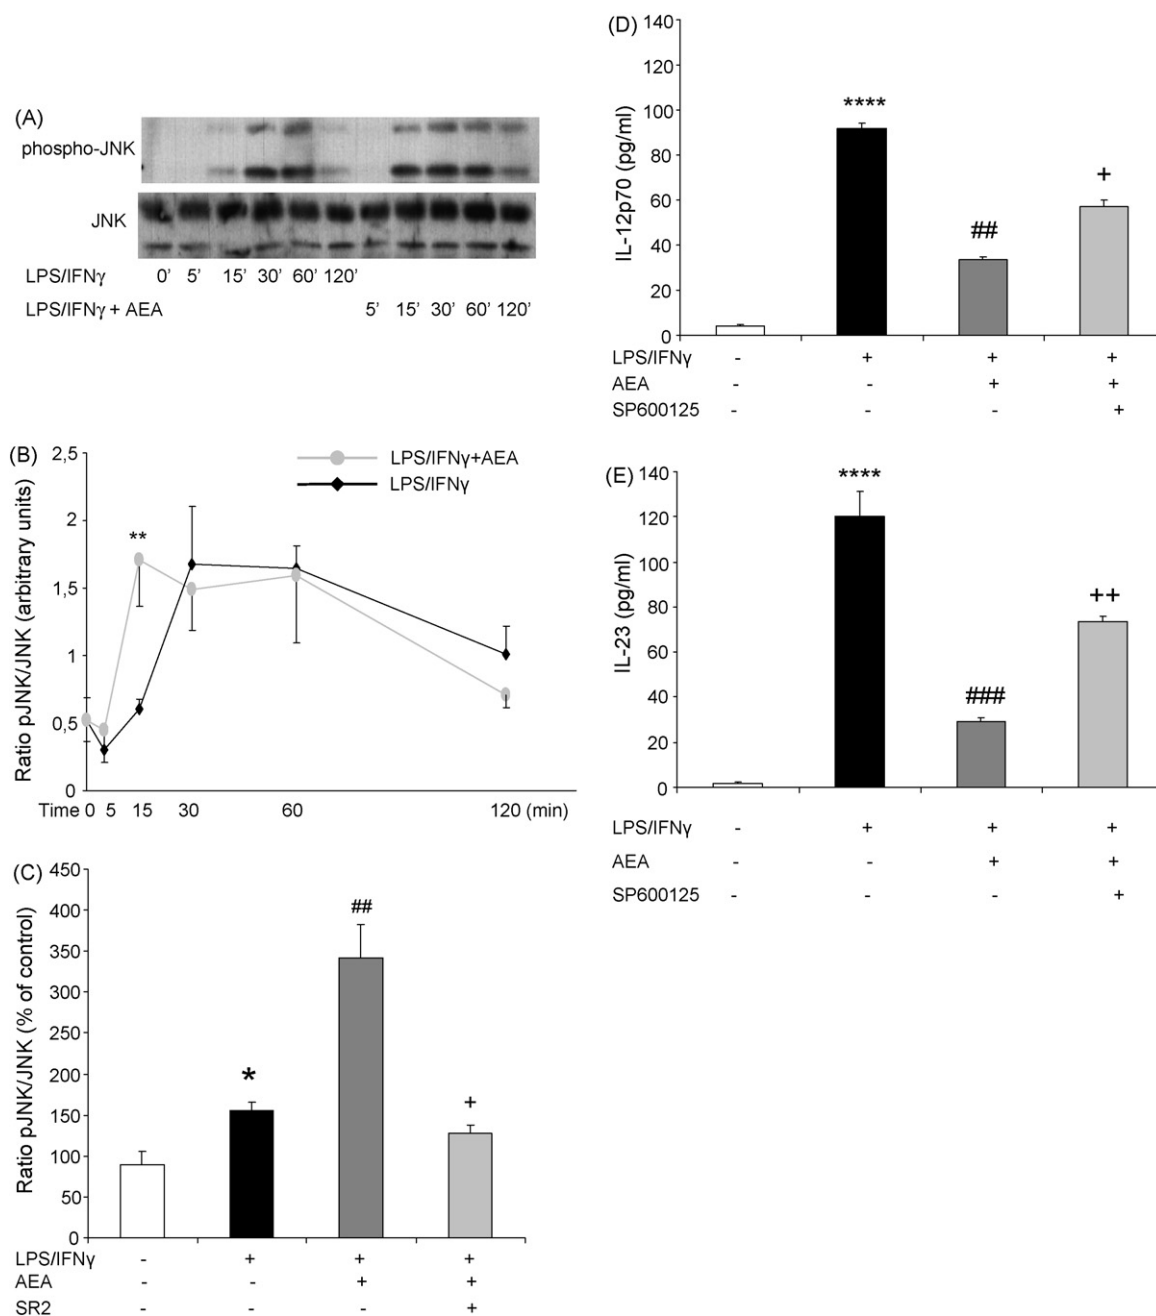 (A)
phospho-JNK
JNK
LPS/IFNγ 0’ 5’ 15’ 30’ 60’ 120’
LPS/IFNγ + AEA 5’ 15’ 30’ 60’ 120’
(B)
Ratio pJNK/JNK (arbitrary units)
2,5
2
1,5
1
0,5
0
LPS/IFNγ+AEA
LPS/IFNγ
**
Time 0 5 15 30 60 120 (min)
(C)
Ratio pJNK/JNK (% of control)
450
400
350
300
250
200
150
100
50
0
*
##
+
LPS/IFNγ - + + +
AEA - - + +
SR2 - - - +
(D)
IL-12p70 (pg/ml)
140
120
100
80
60
40
20
0
****
##
+
LPS/IFNγ - + + +
AEA - - + +
SP600125 - - - +
(E)
IL-23 (pg/ml)
140
120
100
80
60
40
20
0
****
###
++
LPS/IFNγ - + + +
AEA - - + +
SP600125 - - - +